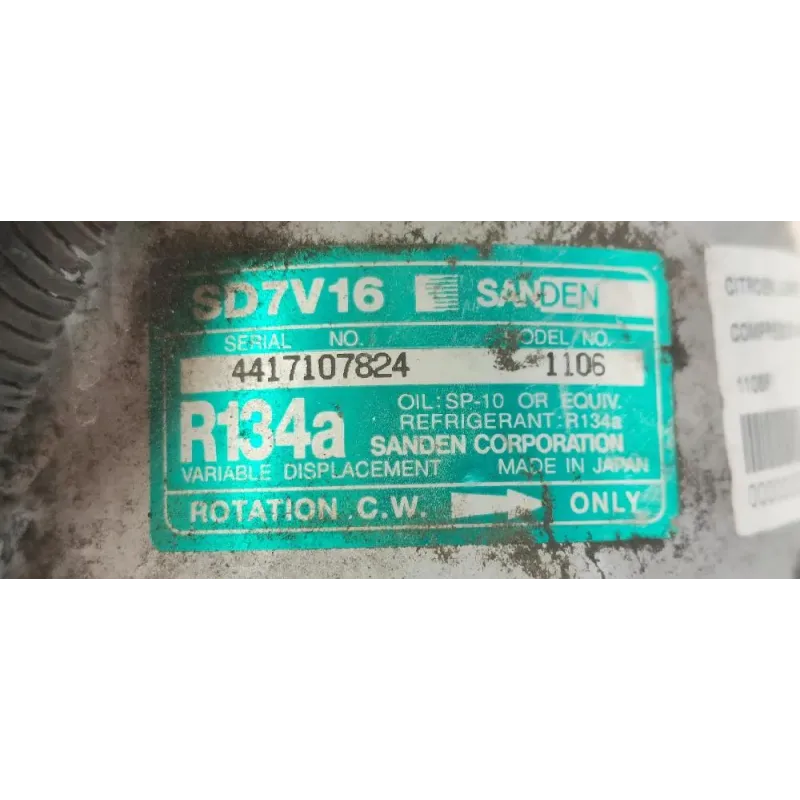 SD7V16 SANDEN
SERIAL NO. MODEL NO.
4417107824 1106
R134a
OIL: SP-10 OR EQUIV.
REFRIGERANT: R134a
SANDEN CORPORATION
VARIABLE DISPLACEMENT MADE IN JAPAN
ROTATION C.W. ONLY